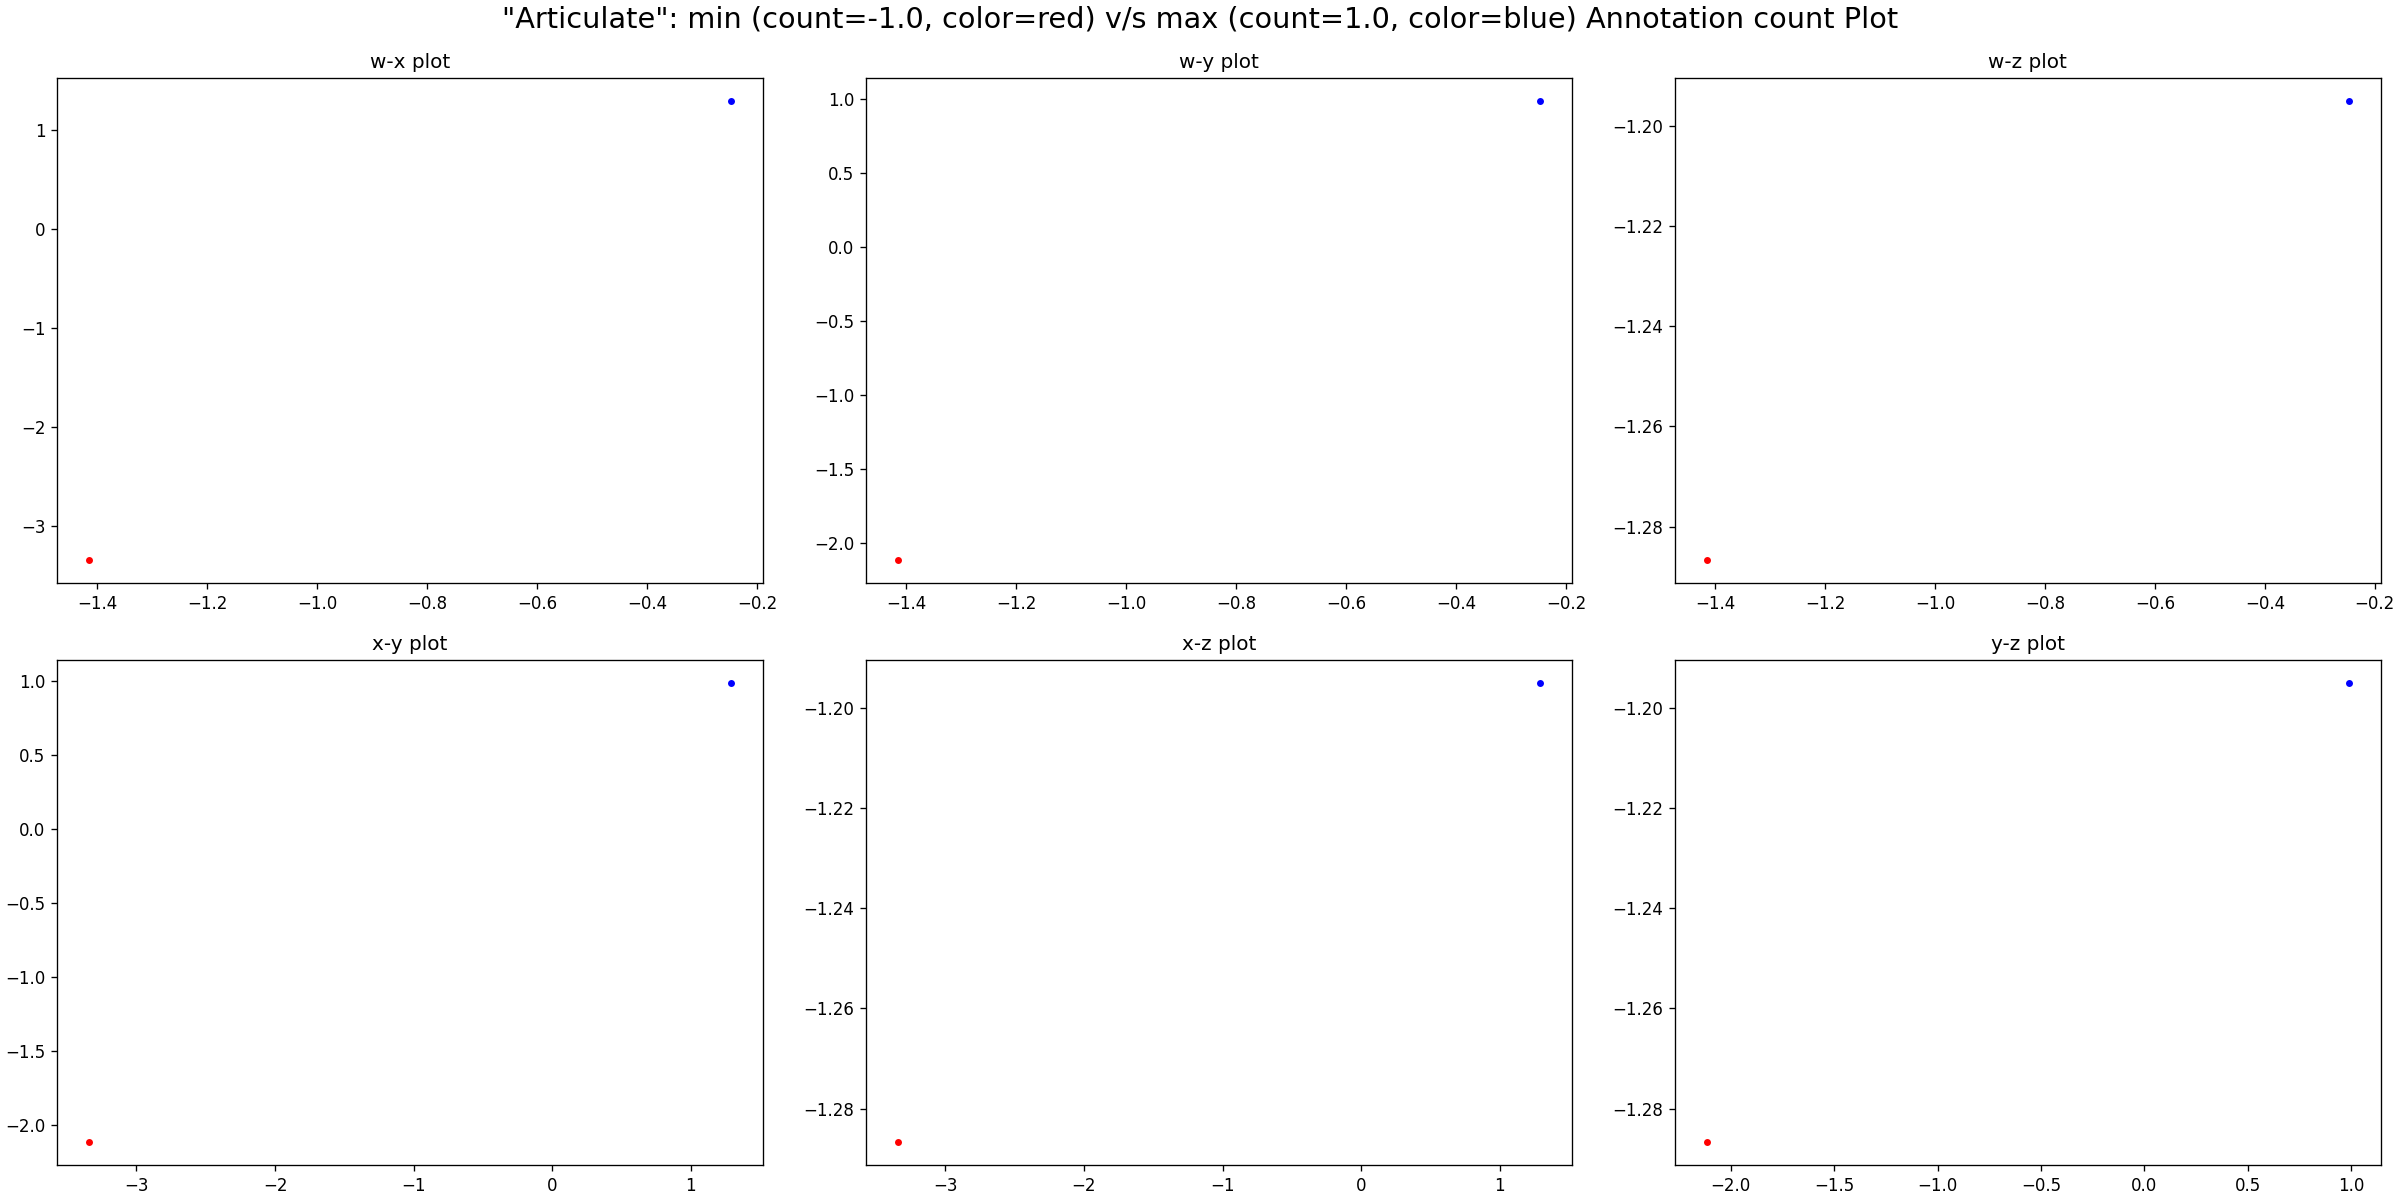 "Articulate": min (count=-1.0, color=red) v/s max (count=1.0, color=blue) Annotation count Plot
w-x plot
1
0
−1
−2
−3
−1.4 −1.2 −1.0 −0.8 −0.6 −0.4 −0.2
w-y plot
1.0
0.5
0.0
−0.5
−1.0
−1.5
−2.0
−1.4 −1.2 −1.0 −0.8 −0.6 −0.4 −0.2
w-z plot
−1.20
−1.22
−1.24
−1.26
−1.28
−1.4 −1.2 −1.0 −0.8 −0.6 −0.4 −0.2
x-y plot
1.0
0.5
0.0
−0.5
−1.0
−1.5
−2.0
−3 −2 −1 0 1
x-z plot
−1.20
−1.22
−1.24
−1.26
−1.28
−3 −2 −1 0 1
y-z plot
−1.20
−1.22
−1.24
−1.26
−1.28
−2.0 −1.5 −1.0 −0.5 0.0 0.5 1.0